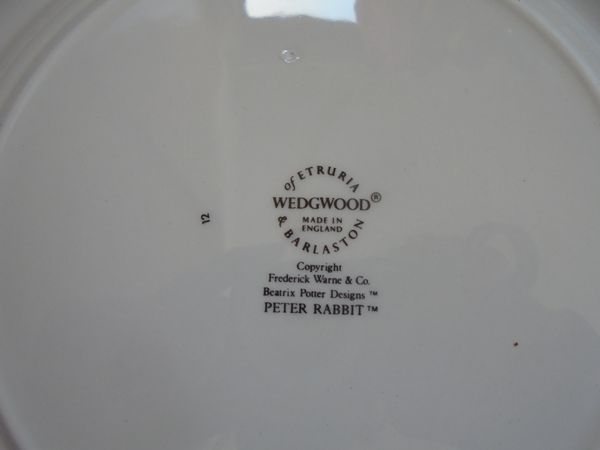 of ETRURIA
WEDGWOOD®
MADE IN
ENGLAND
& BARLASTON
12
Copyright
Frederick Warne & Co.
Beatrix Potter Designs ™
PETER RABBIT™